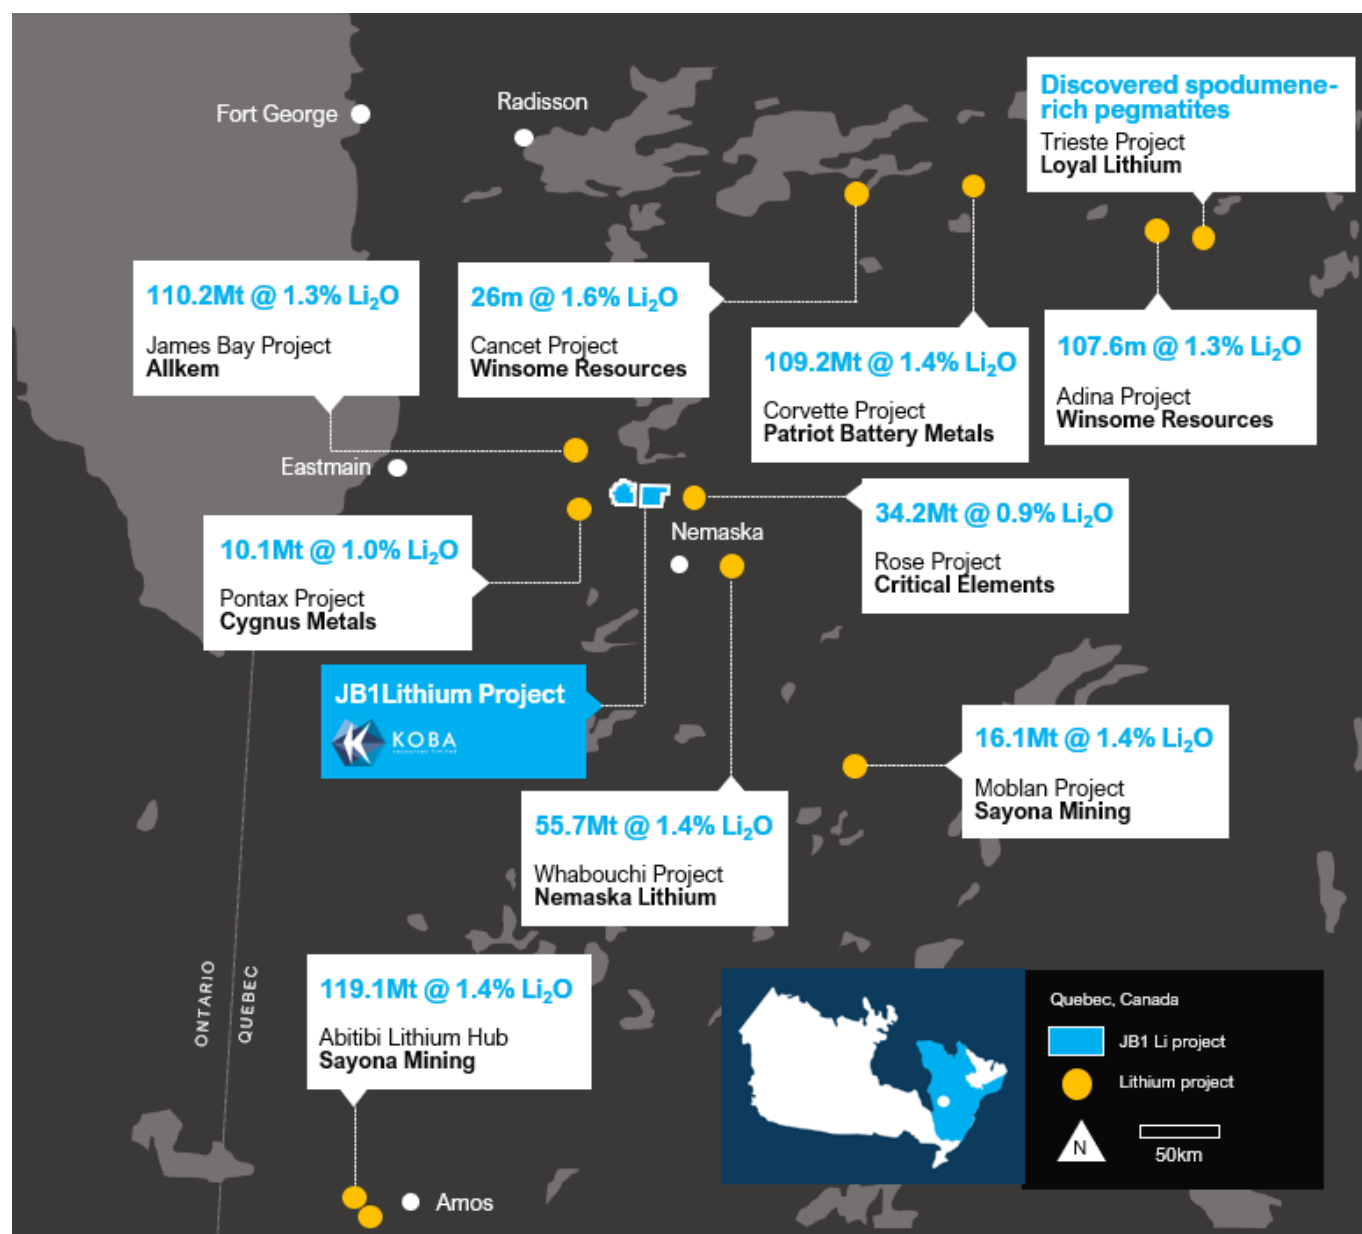 Fort George
Radisson
Discovered spodumene-
rich pegmatites
Trieste Project
Loyal Lithium
110.2Mt @ 1.3% Li₂O
James Bay Project
Allkem
26m @ 1.6% Li₂O
Cancet Project
Winsome Resources
109.2Mt @ 1.4% Li₂O
Corvette Project
Patriot Battery Metals
107.6m @ 1.3% Li₂O
Adina Project
Winsome Resources
Eastmain
10.1Mt @ 1.0% Li₂O
Pontax Project
Cygnus Metals
Nemaska
34.2Mt @ 0.9% Li₂O
Rose Project
Critical Elements
JB1Lithium Project
KOBA
resources limited
16.1Mt @ 1.4% Li₂O
Moblan Project
Sayona Mining
55.7Mt @ 1.4% Li₂O
Whabouchi Project
Nemaska Lithium
ONTARIO
QUEBEC
119.1Mt @ 1.4% Li₂O
Abitibi Lithium Hub
Sayona Mining
Amos
Quebec, Canada
JB1 Li project
Lithium project
N
50km